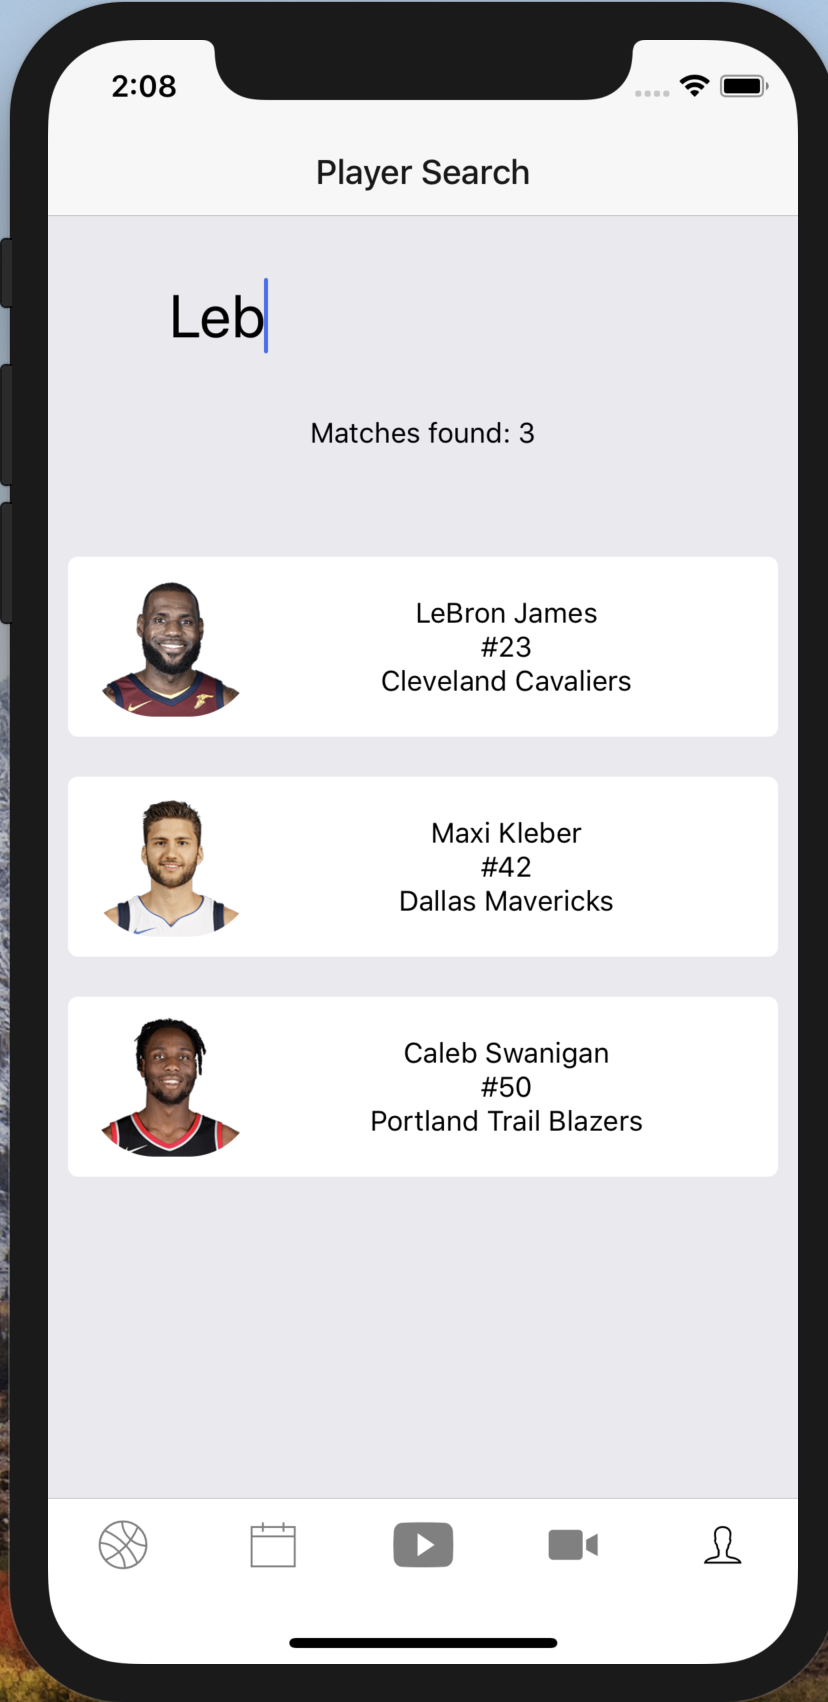 2:08
Player Search
Leb
Matches found: 3
LeBron James
#23
Cleveland Cavaliers
Maxi Kleber
#42
Dallas Mavericks
Caleb Swanigan
#50
Portland Trail Blazers